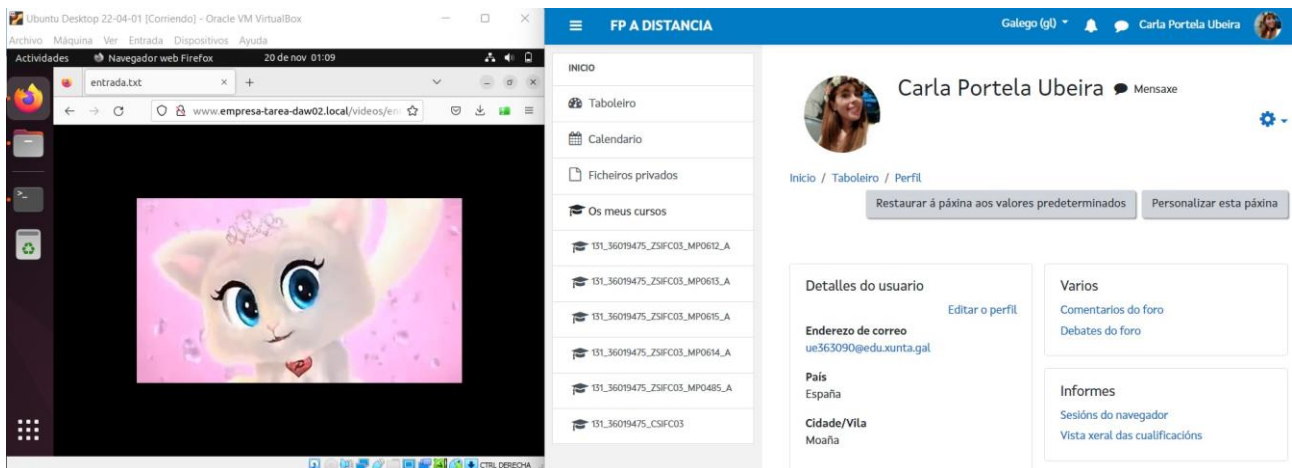 Ubuntu Desktop 22-04-01 [Corriendo] - Oracle VM VirtualBox
Archivo Máquina Ver Entrada Dispositivos Ayuda
Actividades Navegador web Firefox 20 de nov 01:09
entrada.txt
www.empresa-tarea-daw02.local/videos/en
CTRL DERECHA
FP A DISTANCIA
Galego (gl)
Carla Portela Ubeira
INICIO
Taboleiro
Calendario
Ficheiros privados
Os meus cursos
131_36019475_ZSIFC03_MP0612_A
131_36019475_ZSIFC03_MP0613_A
131_36019475_ZSIFC03_MP0615_A
131_36019475_ZSIFC03_MP0614_A
131_36019475_ZSIFC03_MP0485_A
131_36019475_CSIFC03
Carla Portela Ubeira Mensaxe
Inicio / Taboleiro / Perfil
Restaurar á páxina aos valores predeterminados
Personalizar esta páxina
Detalles do usuario
Editar o perfil
Enderezo de correo
ue363090@edu.xunta.gal
País
España
Cidade/Vila
Moaña
Varios
Comentarios do foro
Debates do foro
Informes
Sesións do navegador
Vista xeral das cualificacións